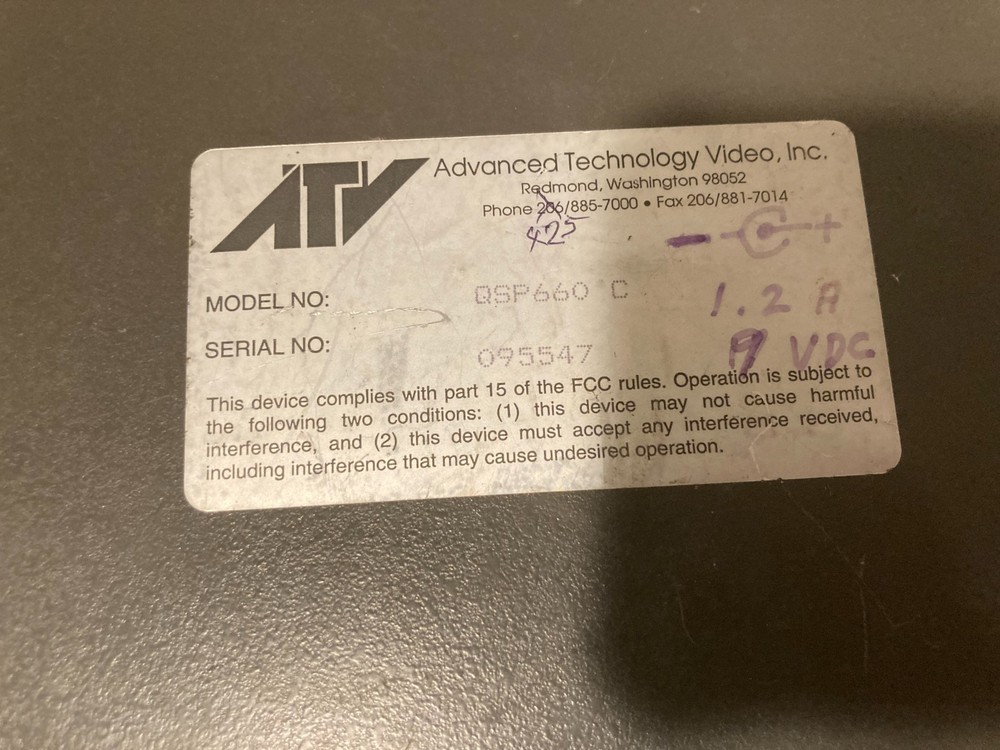 ATV
Advanced Technology Video, Inc.
Redmond, Washington 98052
Phone 206/885-7000 • Fax 206/881-7014
425
- +
MODEL NO: QSP660 C
1.2 A
SERIAL NO: 095547
9 VDC
This device complies with part 15 of the FCC rules. Operation is subject to
the following two conditions: (1) this device may not cause harmful
interference, and (2) this device must accept any interference received,
including interference that may cause undesired operation.